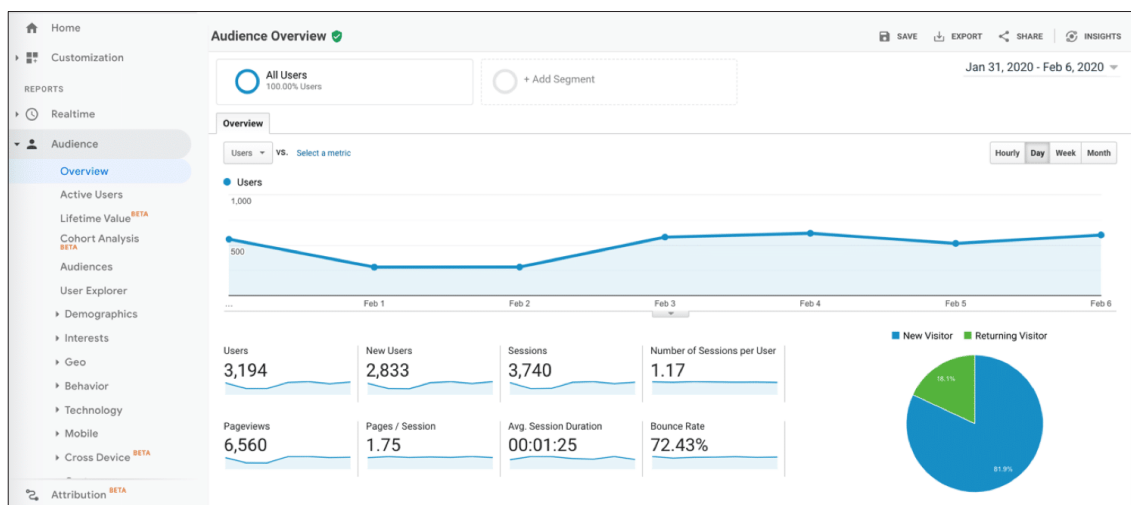 Home
Customization
REPORTS
Realtime
Audience
Overview
Active Users
Lifetime Value BETA
Cohort Analysis
BETA
Audiences
User Explorer
Demographics
Interests
Geo
Behavior
Technology
Mobile
Cross Device BETA
Attribution BETA
Audience Overview
SAVE EXPORT SHARE INSIGHTS
All Users
100.00% Users
+ Add Segment
Jan 31, 2020 - Feb 6, 2020
Overview
Users VS. Select a metric
Hourly Day Week Month
Users
1,000
500
... Feb 1 Feb 2 Feb 3 Feb 4 Feb 5 Feb 6
New Visitor Returning Visitor
Users New Users Sessions Number of Sessions per User
3,194 2,833 3,740 1.17
18.1%
Pageviews Pages / Session Avg. Session Duration Bounce Rate
6,560 1.75 00:01:25 72.43%
81.9%